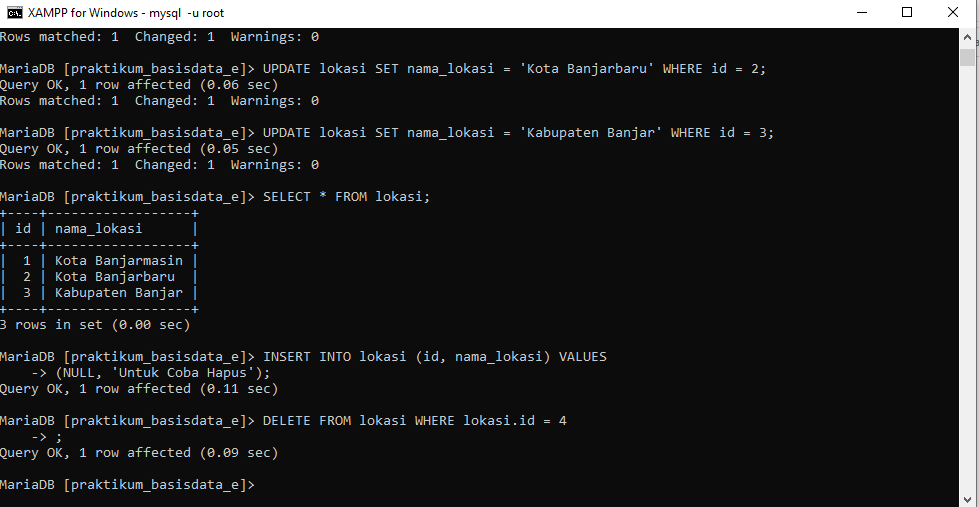 XAMPP for Windows - mysql  -u root
Rows matched: 1  Changed: 1  Warnings: 0
MariaDB [praktikum_basisdata_e]> UPDATE lokasi SET nama_lokasi = 'Kota Banjarbaru' WHERE id = 2;
Query OK, 1 row affected (0.06 sec)
Rows matched: 1  Changed: 1  Warnings: 0
MariaDB [praktikum_basisdata_e]> UPDATE lokasi SET nama_lokasi = 'Kabupaten Banjar' WHERE id = 3;
Query OK, 1 row affected (0.05 sec)
Rows matched: 1  Changed: 1  Warnings: 0
MariaDB [praktikum_basisdata_e]> SELECT * FROM lokasi;
+----+------------------+
| id | nama_lokasi      |
+----+------------------+
|  1 | Kota Banjarmasin |
|  2 | Kota Banjarbaru  |
|  3 | Kabupaten Banjar |
+----+------------------+
3 rows in set (0.00 sec)
MariaDB [praktikum_basisdata_e]> INSERT INTO lokasi (id, nama_lokasi) VALUES
    -> (NULL, 'Untuk Coba Hapus');
Query OK, 1 row affected (0.11 sec)
MariaDB [praktikum_basisdata_e]> DELETE FROM lokasi WHERE lokasi.id = 4
    -> ;
Query OK, 1 row affected (0.09 sec)
MariaDB [praktikum_basisdata_e]>